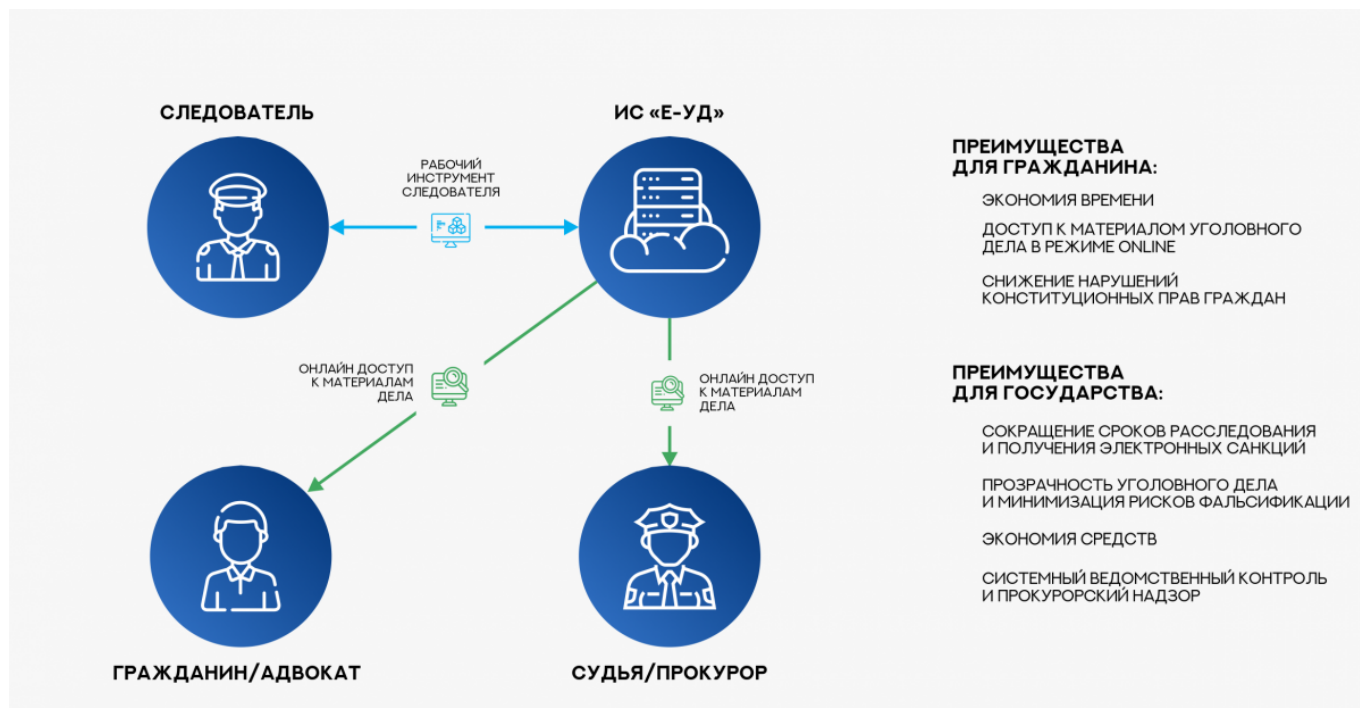 СЛЕДОВАТЕЛЬ
ИС «Е-УД»
РАБОЧИЙ
ИНСТРУМЕНТ
СЛЕДОВАТЕЛЯ
ОНЛАЙН ДОСТУП
К МАТЕРИАЛАМ
ДЕЛА
ОНЛАЙН ДОСТУП
К МАТЕРИАЛАМ
ДЕЛА
ГРАЖДАНИН/АДВОКАТ
СУДЬЯ/ПРОКУРОР
ПРЕИМУЩЕСТВА
ДЛЯ ГРАЖДАНИНА:
ЭКОНОМИЯ ВРЕМЕНИ
ДОСТУП К МАТЕРИАЛОМ УГОЛОВНОГО
ДЕЛА В РЕЖИМЕ ONLINE
СНИЖЕНИЕ НАРУШЕНИЙ
КОНСТИТУЦИОННЫХ ПРАВ ГРАЖДАН
ПРЕИМУЩЕСТВА
ДЛЯ ГОСУДАРСТВА:
СОКРАЩЕНИЕ СРОКОВ РАССЛЕДОВАНИЯ
И ПОЛУЧЕНИЯ ЭЛЕКТРОННЫХ САНКЦИЙ
ПРОЗРАЧНОСТЬ УГОЛОВНОГО ДЕЛА
И МИНИМИЗАЦИЯ РИСКОВ ФАЛЬСИФИКАЦИИ
ЭКОНОМИЯ СРЕДСТВ
СИСТЕМНЫЙ ВЕДОМСТВЕННЫЙ КОНТРОЛЬ
И ПРОКУРОРСКИЙ НАДЗОР